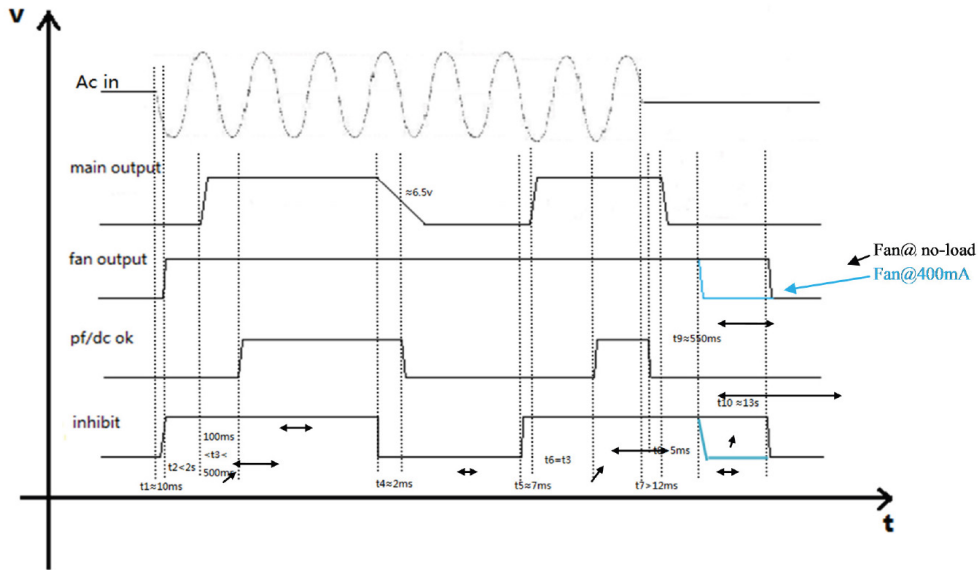 v
Ac in
main output
≈6.5v
fan output
Fan@ no-load
Fan@400mA
pf/dc ok
t9≈550ms
t10 ≈13s
inhibit
100ms
<t3<
500ms
t2<2s
t6=t3
5ms
t1≈10ms
t4≈2ms
t5≈7ms
t7>12ms
t